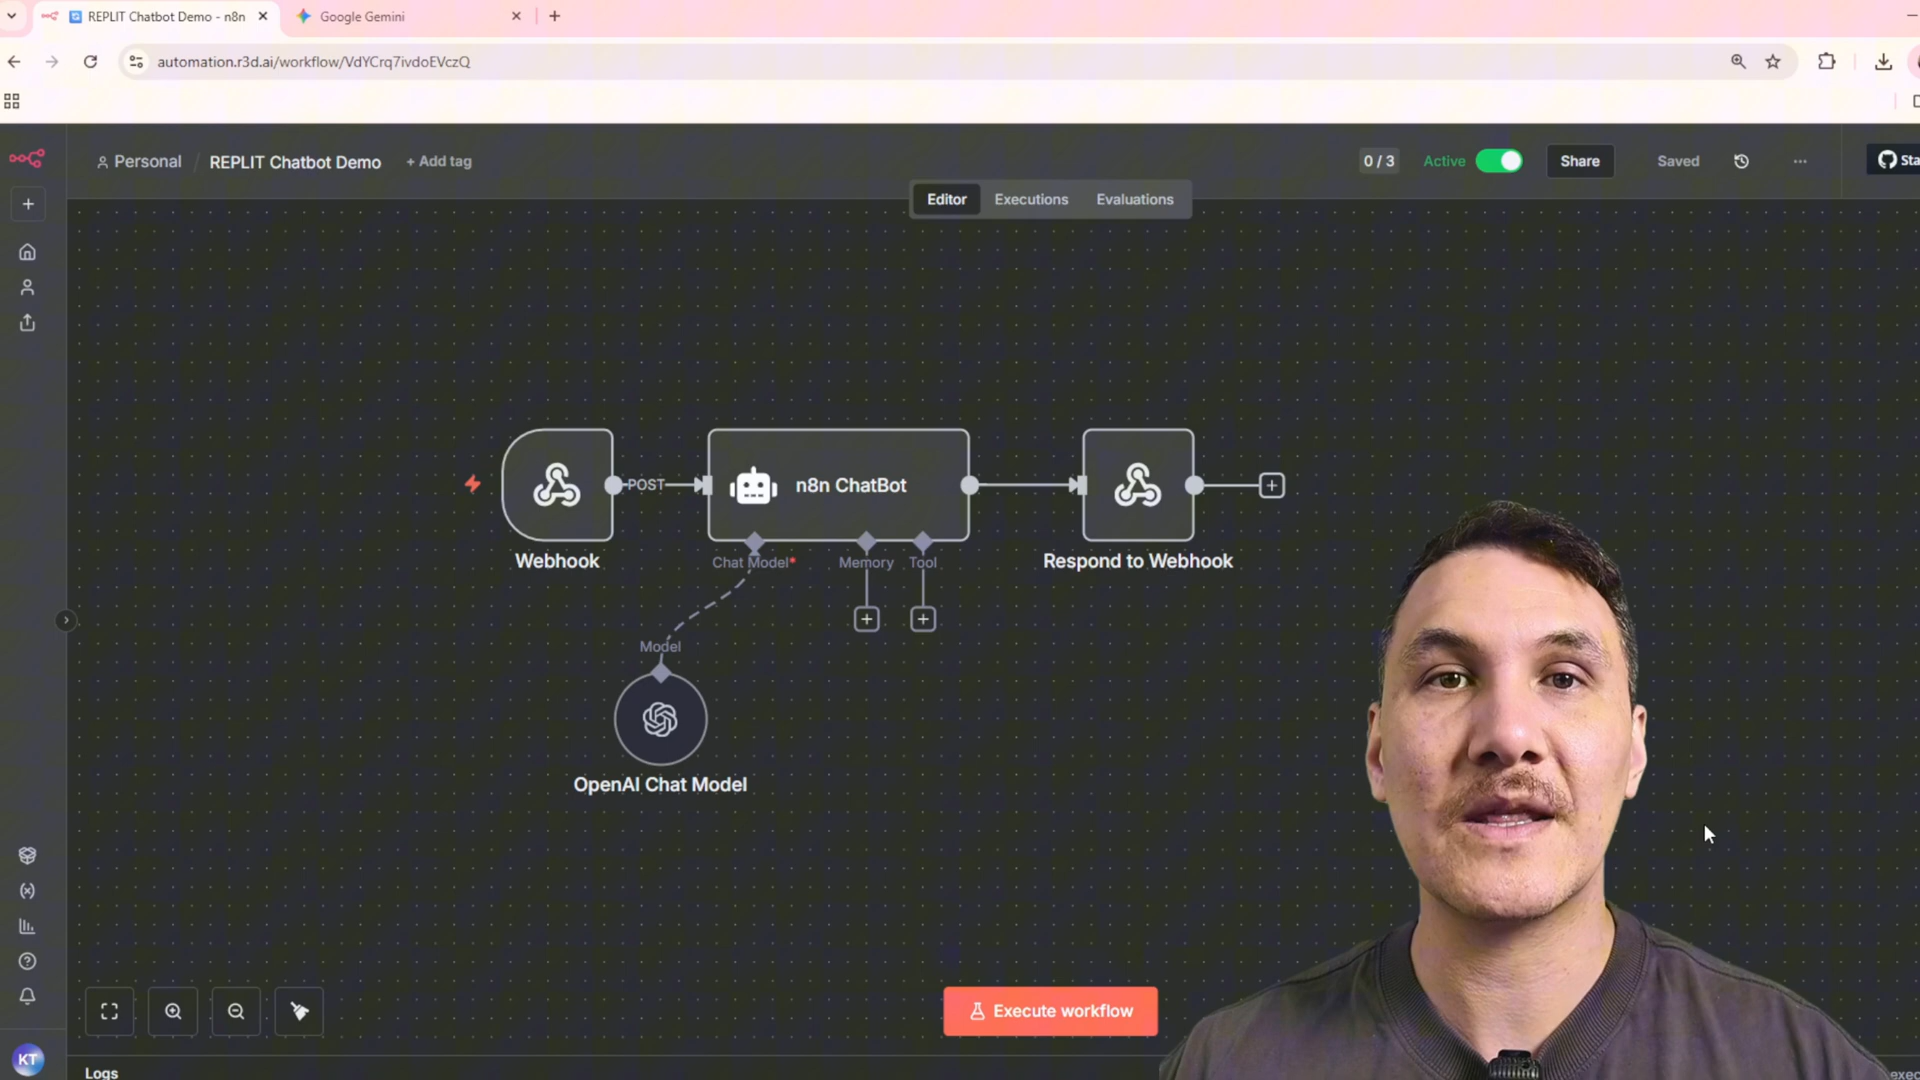 REPLIT Chatbot Demo - n8n
Google Gemini
automation.r3d.ai/workflow/VdYCrq7ivdoEVczQ
Personal / REPLIT Chatbot Demo + Add tag
0 / 3 Active Share Saved ... Sta
Editor Executions Evaluations
POST
n8n ChatBot
Webhook
Chat Model*
Memory
Tool
Respond to Webhook
Model
OpenAI Chat Model
Execute workflow
KT
Logs
exec